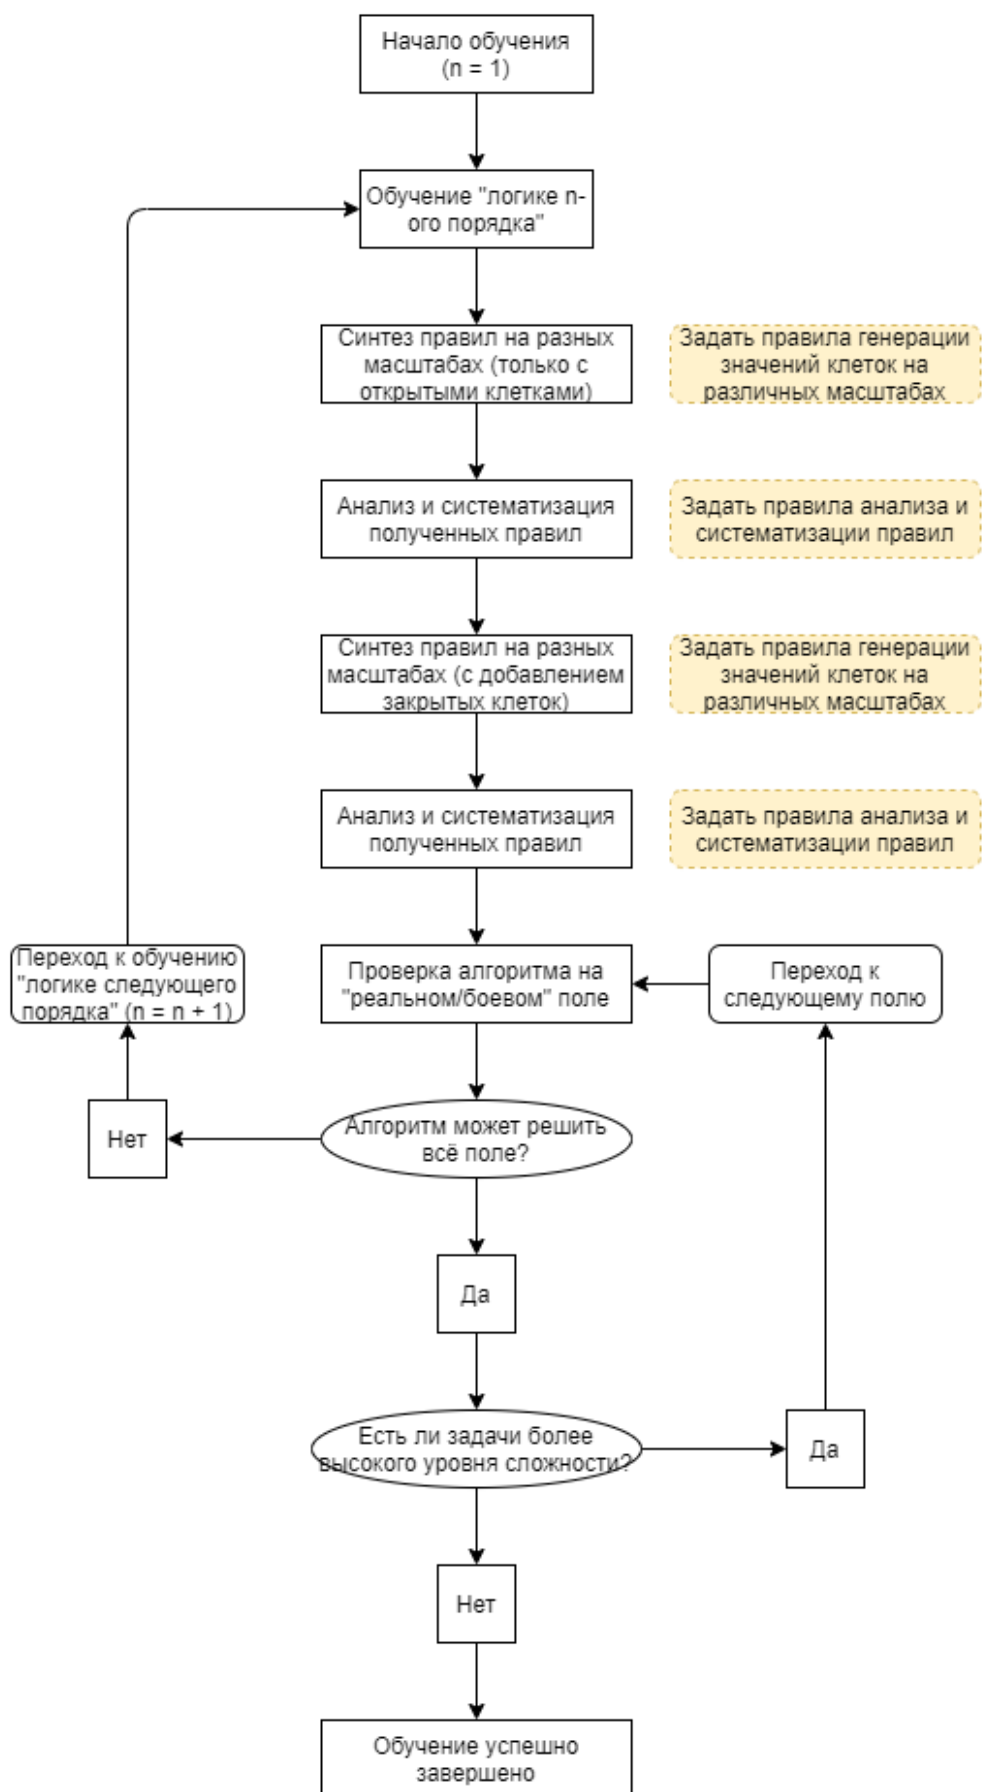 Начало обучения
(n = 1)
Обучение "логике n-
ого порядка"
Синтез правил на разных
масштабах (только с
открытыми клетками)
Задать правила генерации
значений клеток на
различных масштабах
Анализ и систематизация
полученных правил
Задать правила анализа и
систематизации правил
Синтез правил на разных
масштабах (с добавлением
закрытых клеток)
Задать правила генерации
значений клеток на
различных масштабах
Анализ и систематизация
полученных правил
Задать правила анализа и
систематизации правил
Переход к обучению
"логике следующего
порядка" (n = n + 1)
Проверка алгоритма на
"реальном/боевом" поле
Переход к
следующему полю
Нет
Алгоритм может решить
всё поле?
Да
Есть ли задачи более
высокого уровня сложности?
Да
Нет
Обучение успешно
завершено